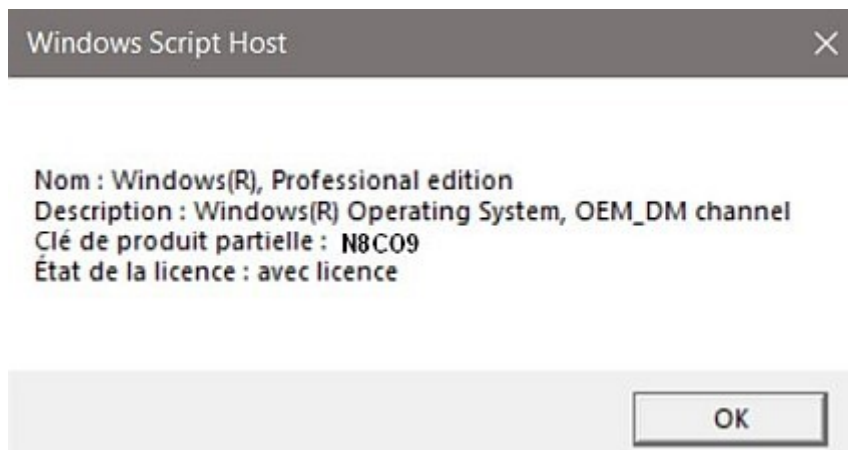 Windows Script Host
Nom : Windows(R), Professional edition
Description : Windows(R) Operating System, OEM_DM channel
Clé de produit partielle : N8CO9
État de la licence : avec licence
OK